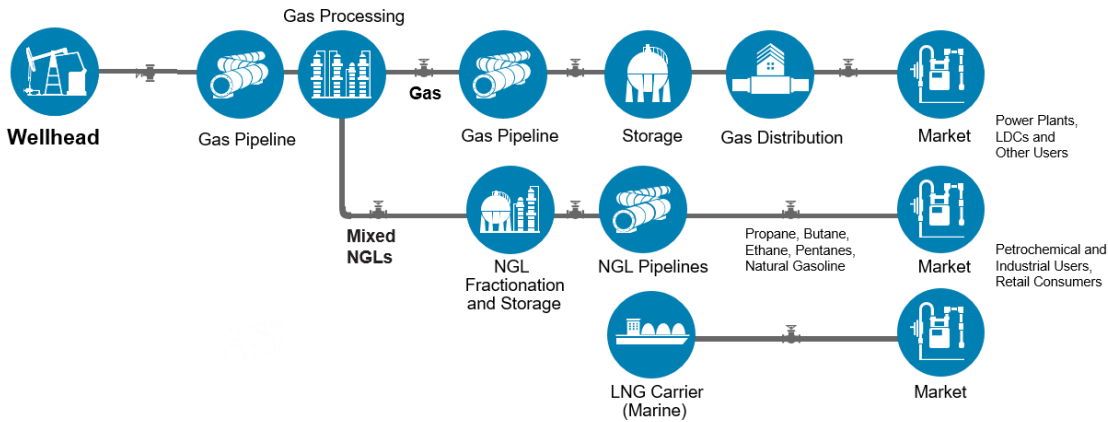 Gas Processing
Wellhead
Gas Pipeline
Gas
Gas Pipeline
Storage
Gas Distribution
Market
Power Plants,
LDCs and
Other Users
Mixed
NGLs
NGL
Fractionation
and Storage
NGL Pipelines
Propane, Butane,
Ethane, Pentanes,
Natural Gasoline
Market
Petrochemical and
Industrial Users,
Retail Consumers
LNG Carrier
(Marine)
Market